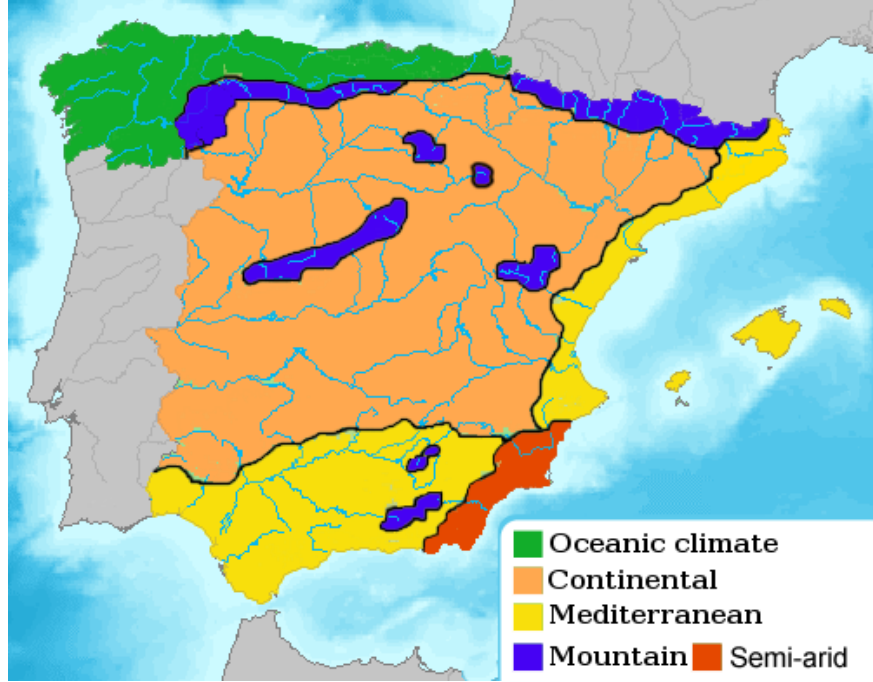 Oceanic climate
Continental
Mediterranean
Mountain Semi-arid